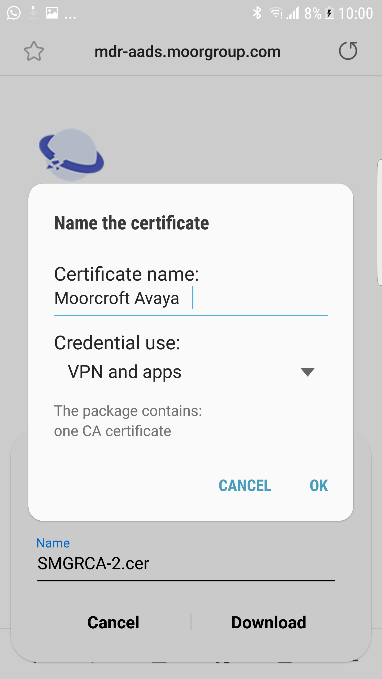 ... 8% 10:00
mdr-aads.moorgroup.com
Name the certificate
Certificate name:
Moorcroft Avaya
Credential use:
VPN and apps
The package contains:
one CA certificate
CANCEL OK
Name
SMGRCA-2.cer
Cancel Download